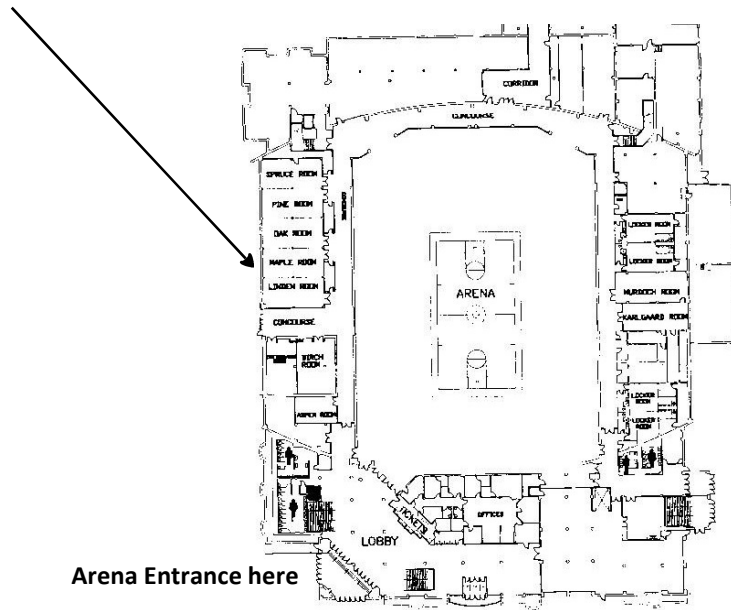 CORRIDOR
CONCOURSE
SPRUCE ROOM
CONCOURSE
PINE ROOM
OAK ROOM
MAPLE ROOM
LINDEN ROOM
CONCOURSE
BIRCH
ROOM
ASPEN ROOM
ARENA
LOCKER ROOM
LOCKER ROOM
MURDOCH ROOM
KARLGAARD ROOM
LOCKER
ROOM
LOCKER
ROOM
TICKETS
OFFICES
LOBBY
Arena Entrance here